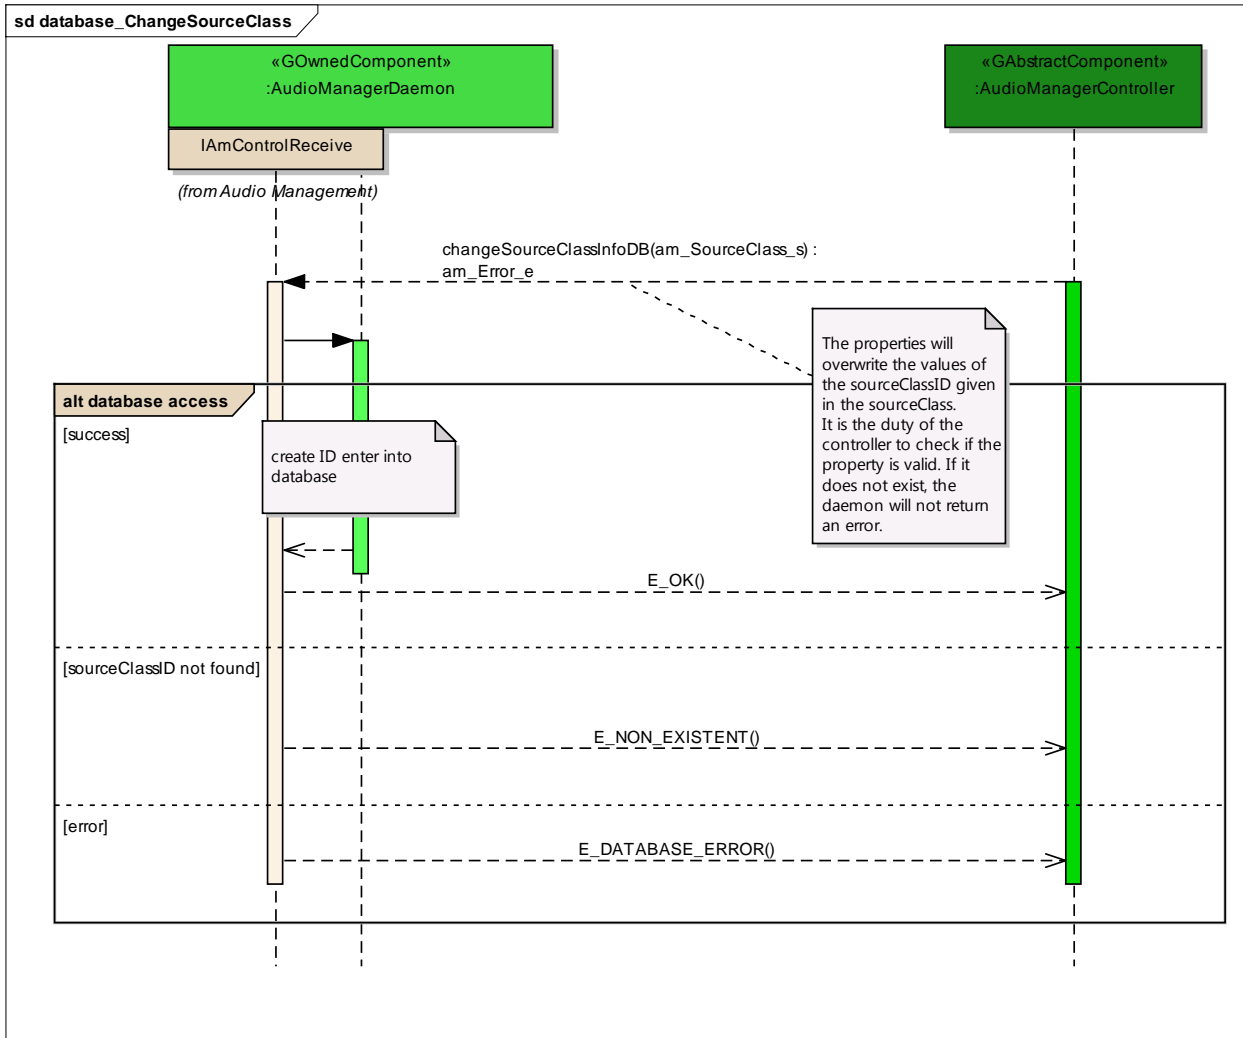 sd database_ChangeSourceClass
«GOwnedComponent»
:AudioManagerDaemon
«GAbstractComponent»
:AudioManagerController
IAmControlReceive
(from Audio Management)
changeSourceClassInfoDB(am_SourceClass_s) :
am_Error_e
The properties will
overwrite the values of
the sourceClassID given
in the sourceClass.
It is the duty of the
controller to check if the
property is valid. If it
does not exist, the
daemon will not return
an error.
alt database access
[success]
create ID enter into
database
E_OK()
[sourceClassID not found]
E_NON_EXISTENT()
[error]
E_DATABASE_ERROR()